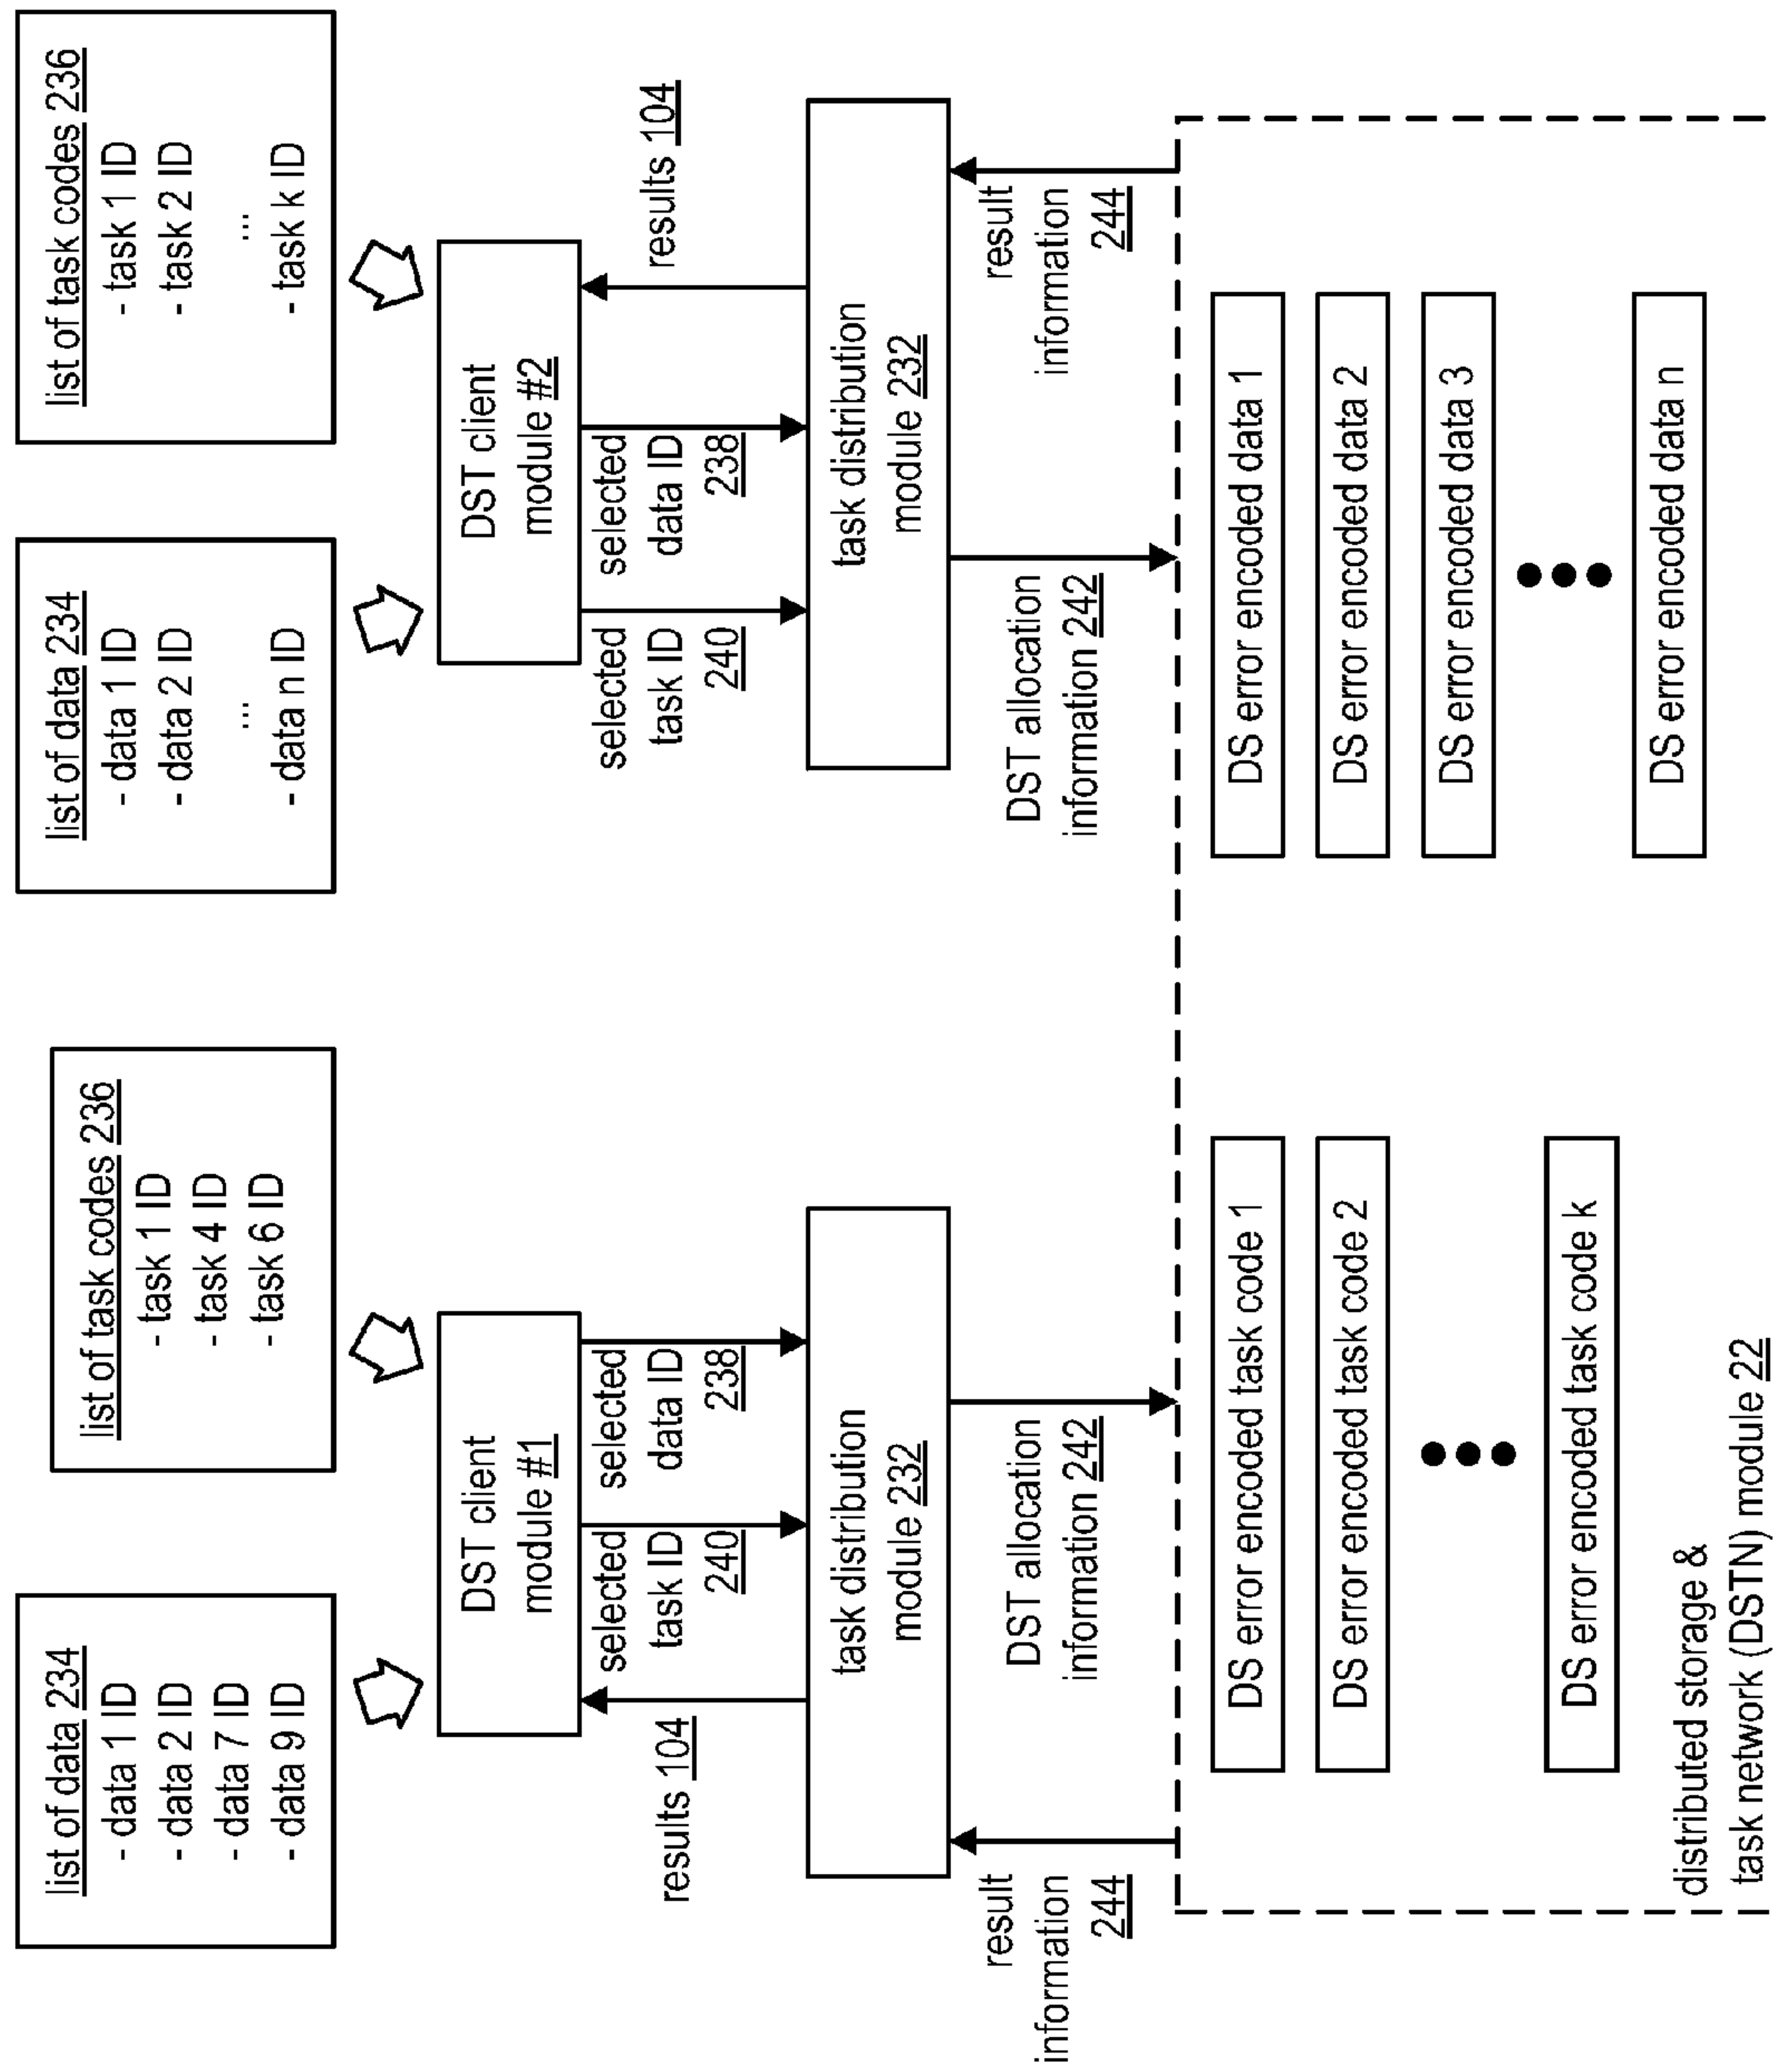 list of data 234
- data 1 ID
- data 2 ID
- data 7 ID
- data 9 ID
list of task codes 236
- task 1 ID
- task 4 ID
- task 6 ID
list of data 234
- data 1 ID
- data 2 ID
...
- data n ID
list of task codes 236
- task 1 ID
- task 2 ID
...
- task k ID
DST client
module #1
DST client
module #2
results 104
selected
task ID
240
selected
data ID
238
selected
task ID
240
selected
data ID
238
results 104
task distribution
module 232
task distribution
module 232
result
information
244
DST allocation
information 242
DST allocation
information 242
result
information
244
DS error encoded task code 1
DS error encoded task code 2
DS error encoded task code k
DS error encoded data 1
DS error encoded data 2
DS error encoded data 3
DS error encoded data n
distributed storage &
task network (DSTN) module 22